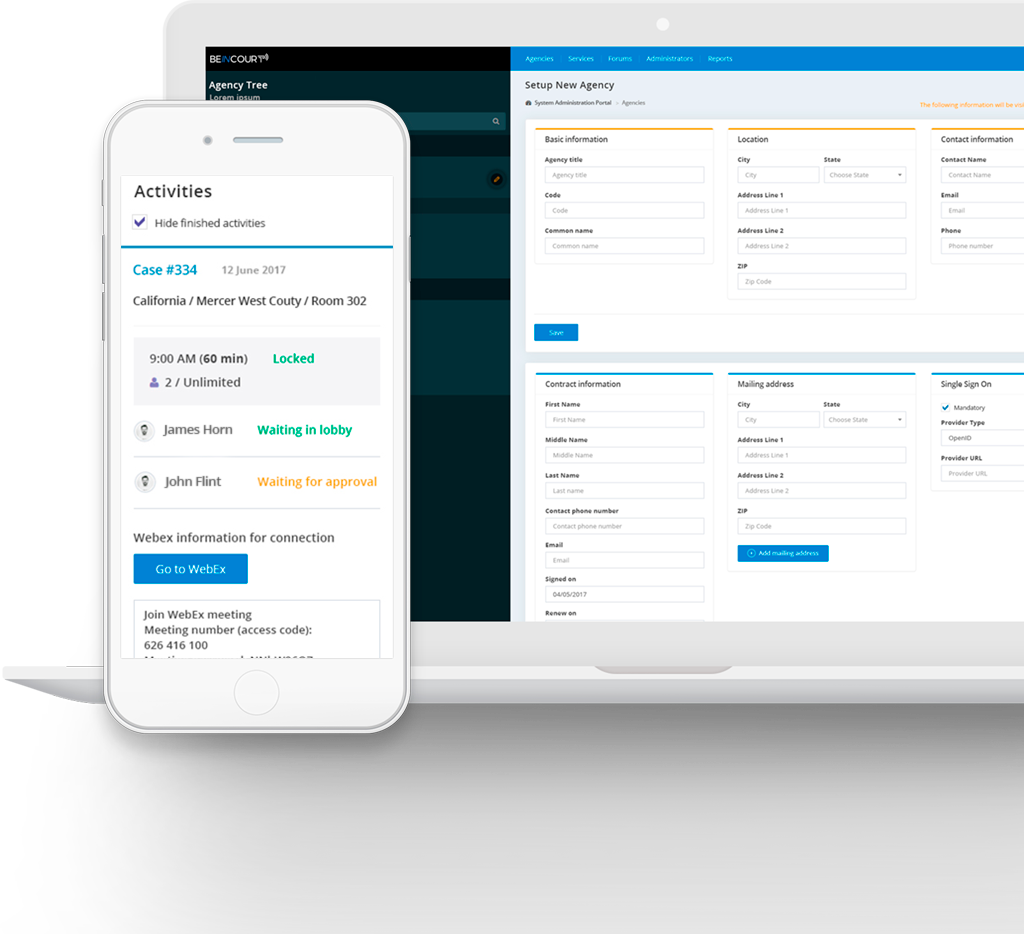 BEINCOURT
Agency Tree
Lorem ipsum
Agencies Services Forums Administrators Reports
Setup New Agency
System Administration Portal > Agencies
The following information will be
Basic information
Agency title
Agency title
Code
Code
Common name
Common name
Location
City State
City Choose State
Address Line 1
Address Line 1
Address Line 2
Address Line 2
ZIP
Zip Code
Contact information
Contact Name
Contact Name
Email
Email
Phone
Phone number
Save
Contract information
First Name
First Name
Middle Name
Middle Name
Last Name
Last name
Contact phone number
Contact phone number
Email
Email
Signed on
04/05/2017
Renew on
Mailing address
City State
City Choose State
Address Line 1
Address Line 1
Address Line 2
Address Line 2
ZIP
Zip Code
Add mailing address
Single Sign On
Mandatory
Provider Type
OpenID
Provider URL
Provider URL
Activities
Hide finished activities
Case #334 12 June 2017
California / Mercer West Couty / Room 302
9:00 AM (60 min) Locked
2 / Unlimited
James Horn Waiting in lobby
John Flint Waiting for approval
Webex information for connection
Go to WebEx
Join WebEx meeting
Meeting number (access code):
626 416 100